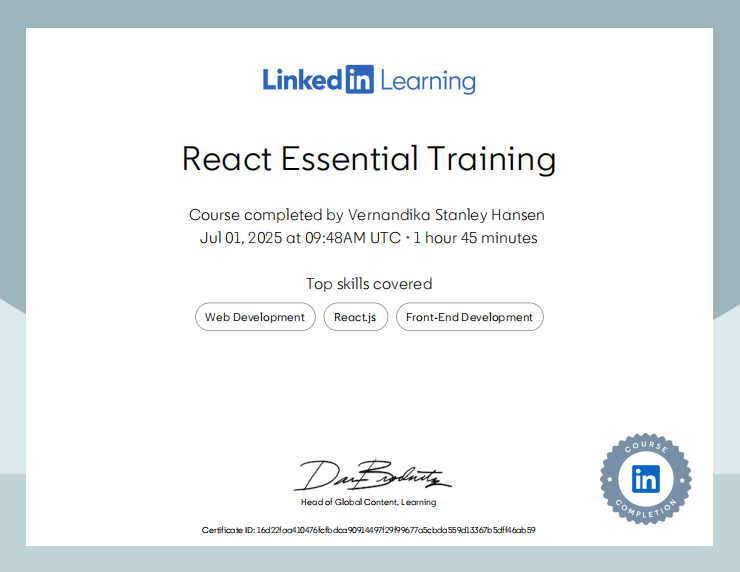 Linked in Learning
React Essential Training
Course completed by Vernandika Stanley Hansen
Jul 01, 2025 at 09:48AM UTC • 1 hour 45 minutes
Top skills covered
Web Development
React.js
Front-End Development
Head of Global Content, Learning
COURSE
in
COMPLETION
Certificate ID: 16d22faa410476fcfbdca90914497f29f99677a5cbda559d13367b5dff46ab59